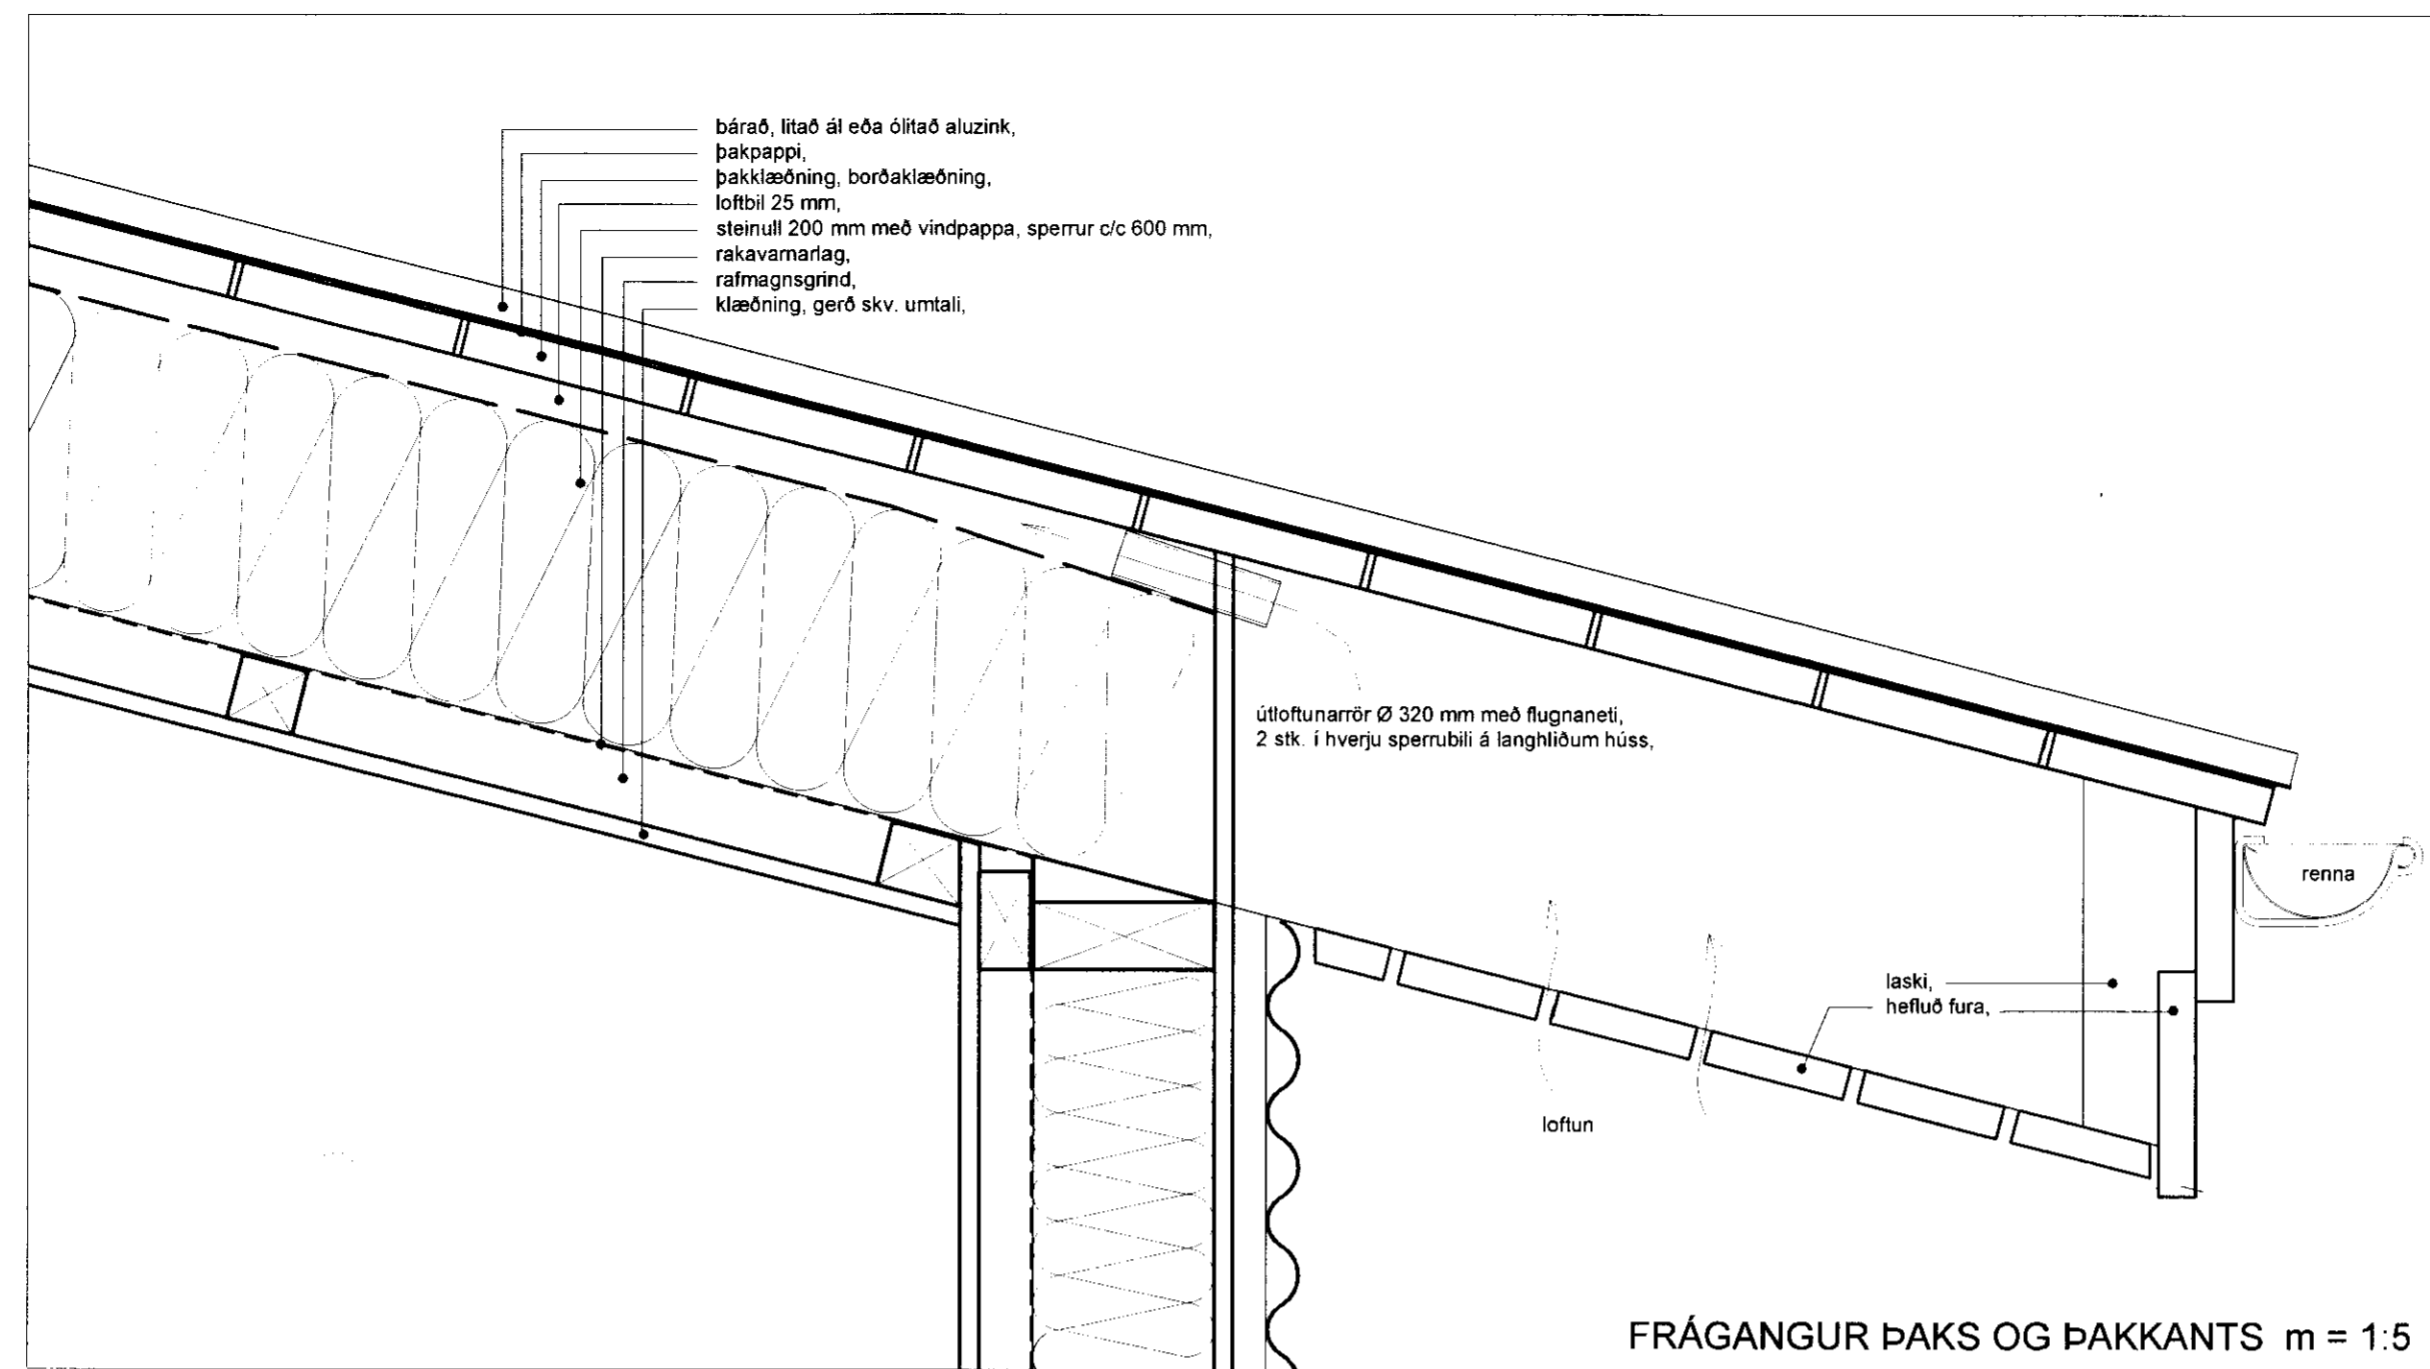 bárað, litað ál eða ólitað aluzink,
þakpappi,
þakklæðning, borðaklæðning,
loftbil 25 mm,
steinull 200 mm með vindpappa, sperrur c/c 600 mm,
rakavarnarlag,
rafmagnsgrind,
klæðning, gerð skv. umtali,
útloftunarrör Ø 320 mm með flugnaneti,
2 stk. í hverju sperrubili á langhliðum húss,
renna
laski,
hefluð fura,
loftun
FRÁGANGUR ÞAKS OG ÞAKKANTS m = 1:5